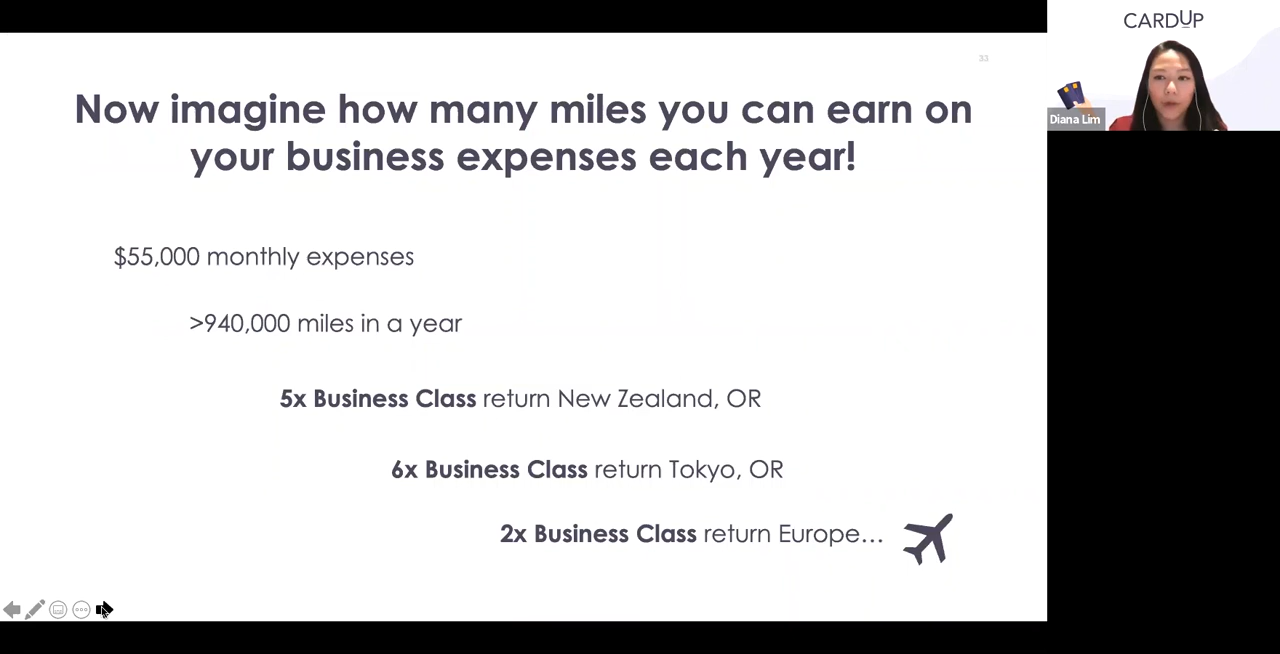 33
Now imagine how many miles you can earn on
your business expenses each year!
$55,000 monthly expenses
>940,000 miles in a year
5x Business Class return New Zealand, OR
6x Business Class return Tokyo, OR
2x Business Class return Europe…
CARDUP
Diana Lim